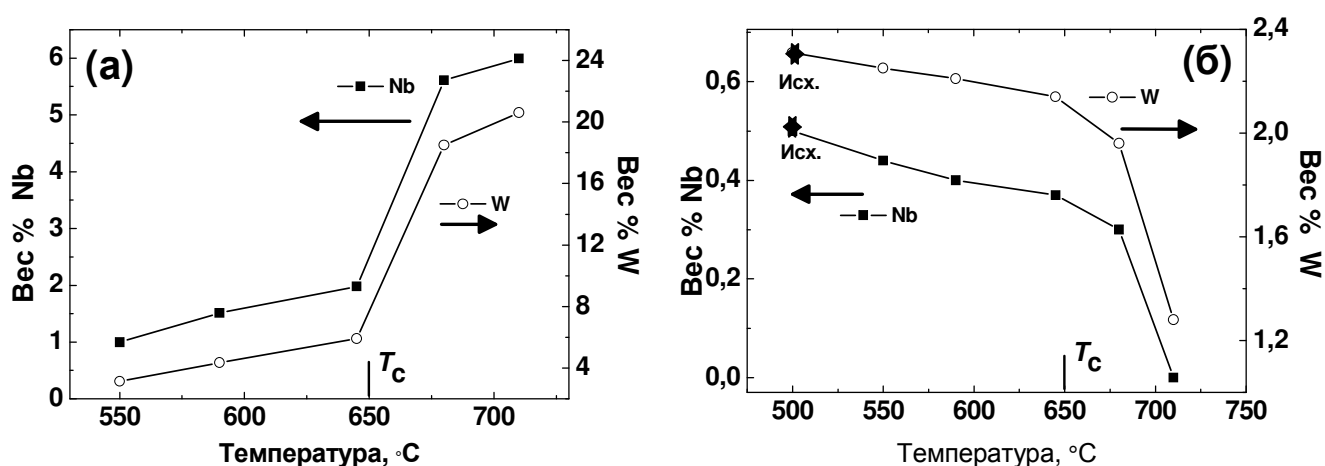 (а)
6
5
4
3
2
1
0
Вес % Nb
Nb
W
24
20
16
12
8
4
Вес % W
Tc
550
600
650
700
Температура, °C
(б)
0,6
0,4
0,2
0,0
Вес % Nb
Исх.
Исх.
W
Nb
2,4
2,0
1,6
1,2
Вес % W
Tc
500
550
600
650
700
750
Температура, °C